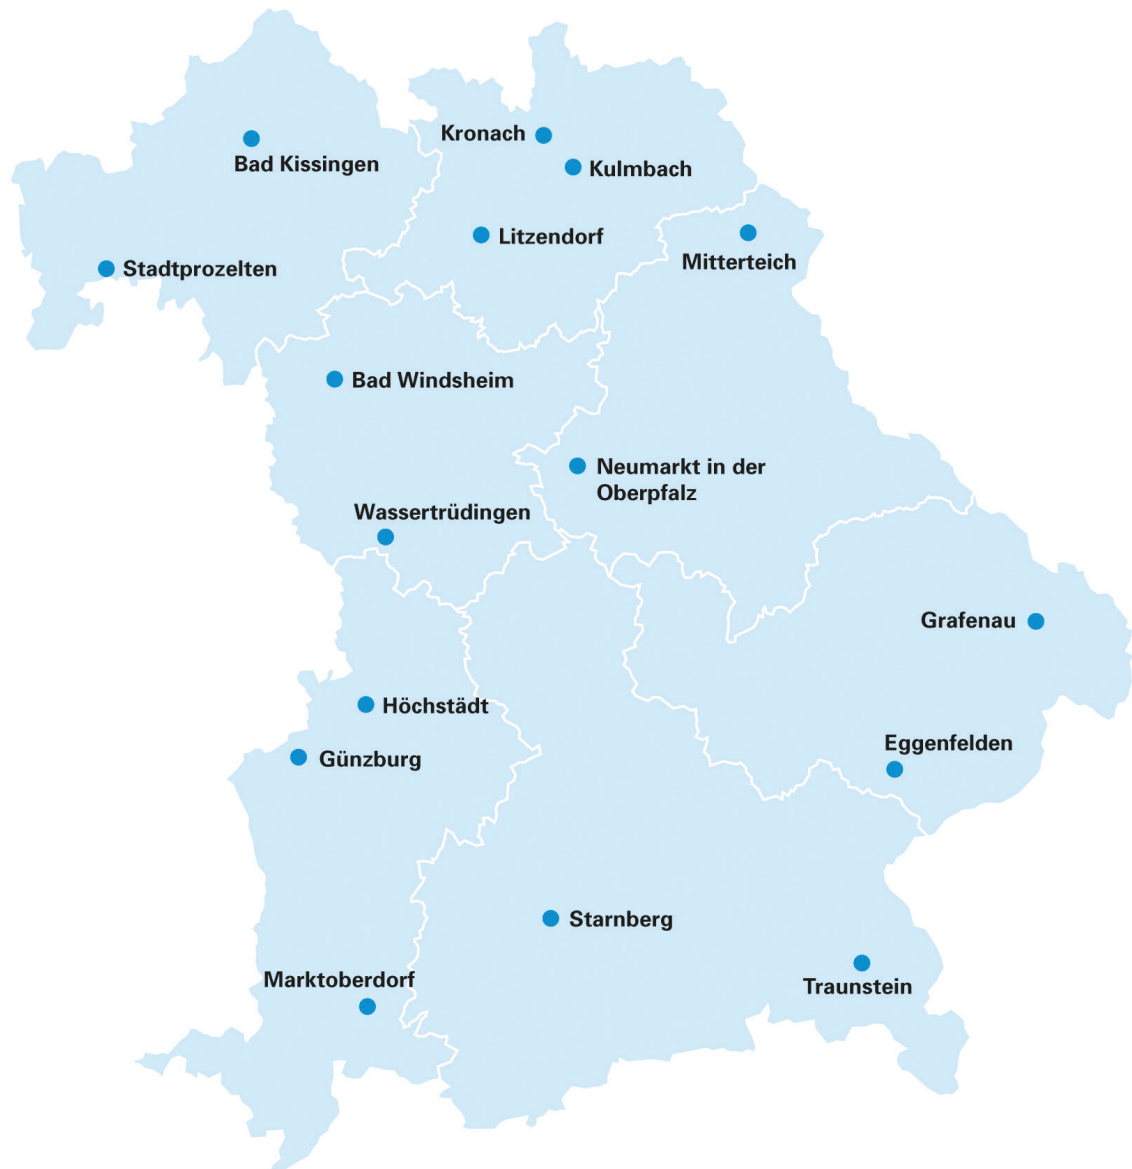 Kronach
Bad Kissingen
Kulmbach
Litzendorf
Mitterteich
Stadtprozelten
Bad Windsheim
Neumarkt in der
Oberpfalz
Wassertrüdingen
Grafenau
Höchstädt
Eggenfelden
Günzburg
Starnberg
Marktoberdorf
Traunstein